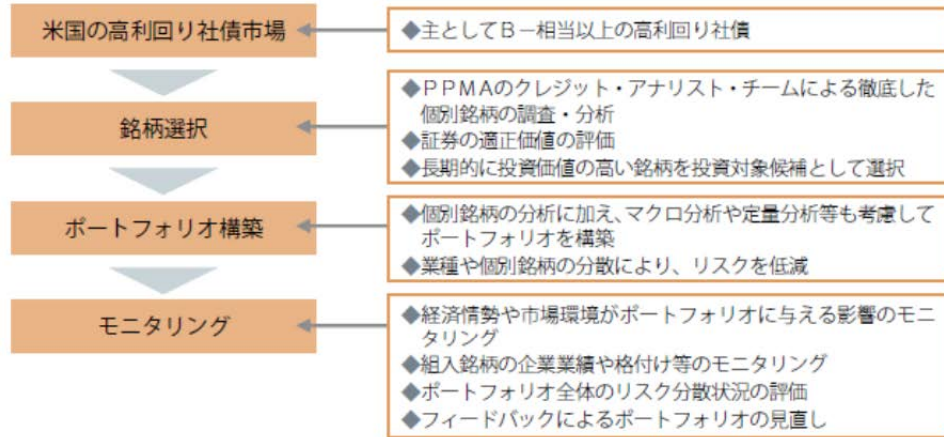 米国の高利回り社債市場
◆主としてB－相当以上の高利回り社債
銘柄選択
◆PPMAのクレジット・アナリスト・チームによる徹底した
個別銘柄の調査・分析
◆証券の適正価値の評価
◆長期的に投資価値の高い銘柄を投資対象候補として選択
ポートフォリオ構築
◆個別銘柄の分析に加え、マクロ分析や定量分析等も考慮して
ポートフォリオを構築
◆業種や個別銘柄の分散により、リスクを低減
モニタリング
◆経済情勢や市場環境がポートフォリオに与える影響のモニ
タリング
◆組入銘柄の企業業績や格付け等のモニタリング
◆ポートフォリオ全体のリスク分散状況の評価
◆フィードバックによるポートフォリオの見直し